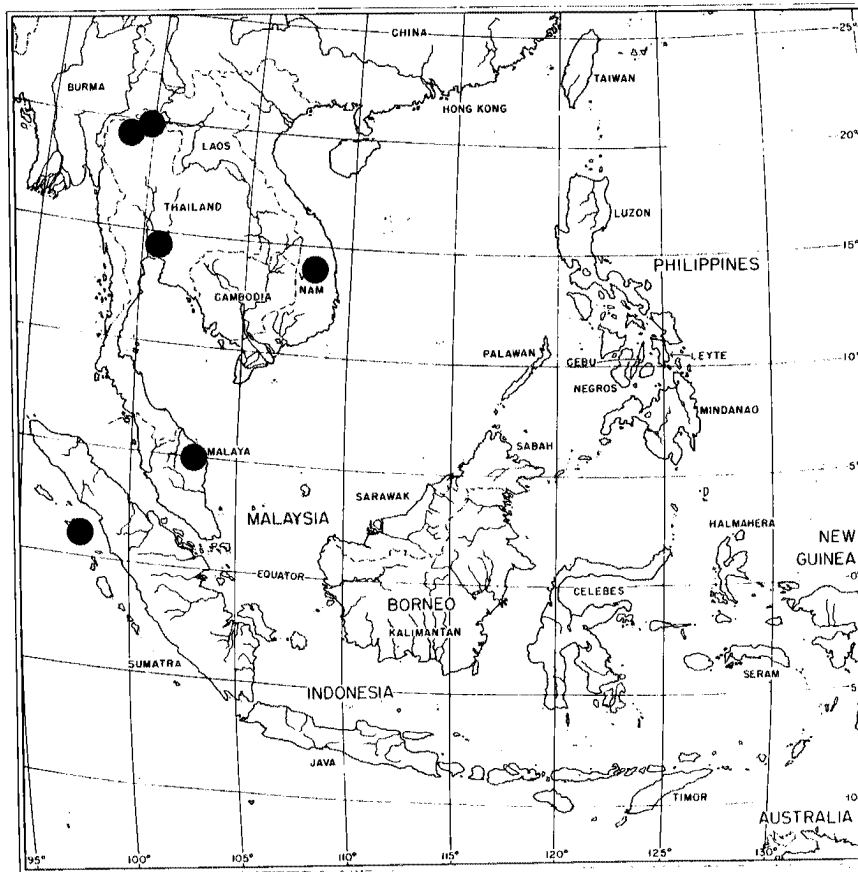 CHINA
25°
TAIWAN
BURMA
HONG KONG
20°
LAOS
THAILAND
LUZON
15°
PHILIPPINES
NAM
CAMBODIA
PALAWAN
CEBU
LEYTE
10°
NEGROS
MINDANAO
MALAYA
SABAH
5°
SARAWAK
MALAYSIA
HALMAHERA
NEW
GUINEA
EQUATOR
0°
BORNEO
CELEBES
KALIMANTAN
SUMATRA
SERAM
INDONESIA
5
JAVA
TIMOR
10
AUSTRALIA
95° 100° 105° 110° 115° 120° 125° 130°